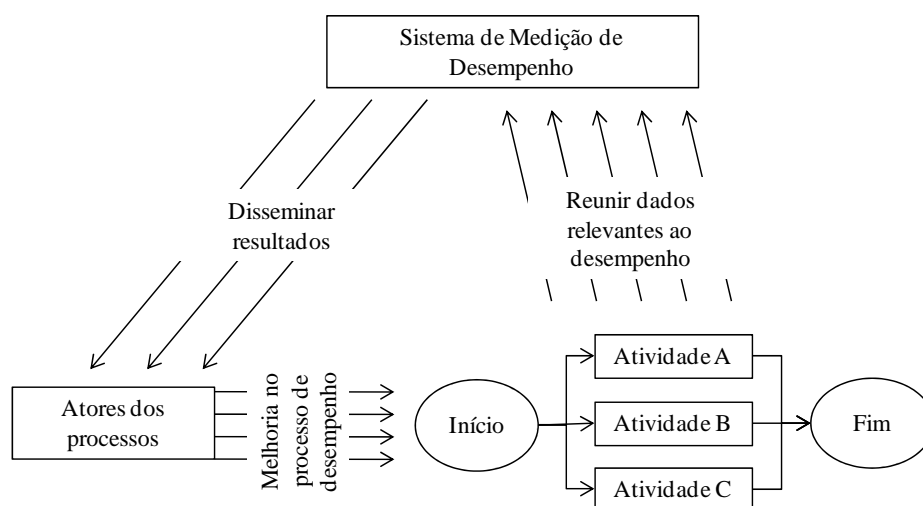 Sistema de Medição de
Desempenho
Disseminar
resultados
Reunir dados
relevantes ao
desempenho
Atores dos
processos
Melhoria no
processo de
desempenho
Início
Atividade A
Atividade B
Atividade C
Fim